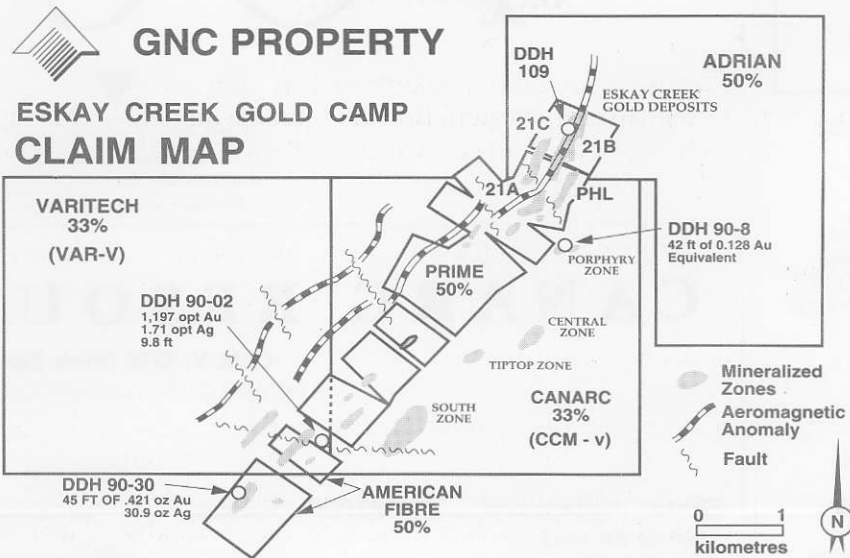 GNC PROPERTY
ESKAY CREEK GOLD CAMP
CLAIM MAP
DDH
109
ADRIAN
50%
ESKAY CREEK
GOLD DEPOSITS
21C
21B
21A
PHL
VARITECH
33%
(VAR-V)
DDH 90-8
42 ft of 0.128 Au
Equivalent
PORPHYRY
ZONE
PRIME
50%
DDH 90-02
1,197 opt Au
1.71 opt Ag
9.8 ft
CENTRAL
ZONE
TIPTOP ZONE
SOUTH
ZONE
CANARC
33%
(CCM - v)
Mineralized
Zones
Aeromagnetic
Anomaly
Fault
DDH 90-30
45 FT OF .421 oz Au
30.9 oz Ag
AMERICAN
FIBRE
50%
0 1
kilometres
N